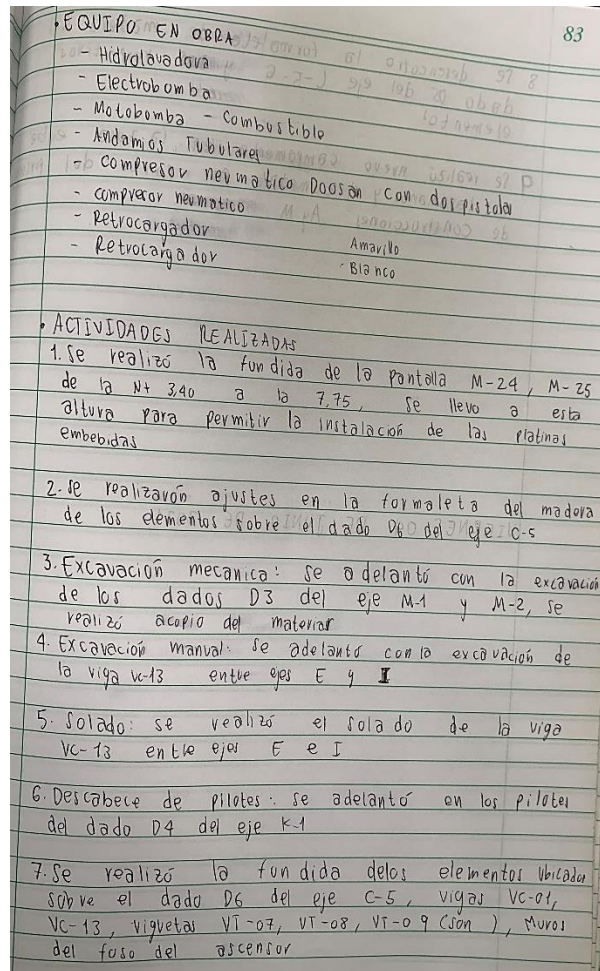 83
• EQUIPO EN OBRA
- Hidrolavadora
- Electrobomba
- Motobomba - Combustible
- Andamios Tubulares
- compresor neumatico Doosan con dos pistolas
- compresor neumatico
- Retrocargador Amarillo
- Retrocargador - Blanco
• ACTIVIDADES REALIZADAS
1. Se realizó la fundida de la pantalla M-24, M-25
de la N+ 3,40 a la 7,75, se llevo a esta
altura para permitir la instalación de las platinas
embebidas
2. se realizarón ajustes en la formaleta del madera
de los elementos sobre el dado D6 del eje C-5
3. Excavación mecanica: se adelantó con la excavación
de los dados D3 del eje M-1 y M-2, se
realizó acopio del material
4. Excavación manual: se adelantó con la excavación de
la viga vc-13 entre ejes E y I
5. Solado: se realizó el solado de la viga
VC-13 entre ejes E e I
6. Descabece de pilotes: se adelantó en los pilotes
del dado D4 del eje K-1
7. Se realizó la fundida delos elementos ubicados
sobre el dado D6 del eje C-5, vigas VC-01,
VC-13, viguetas VT-07, VT-08, VT-09 (son ), Muros
del foso del ascensor